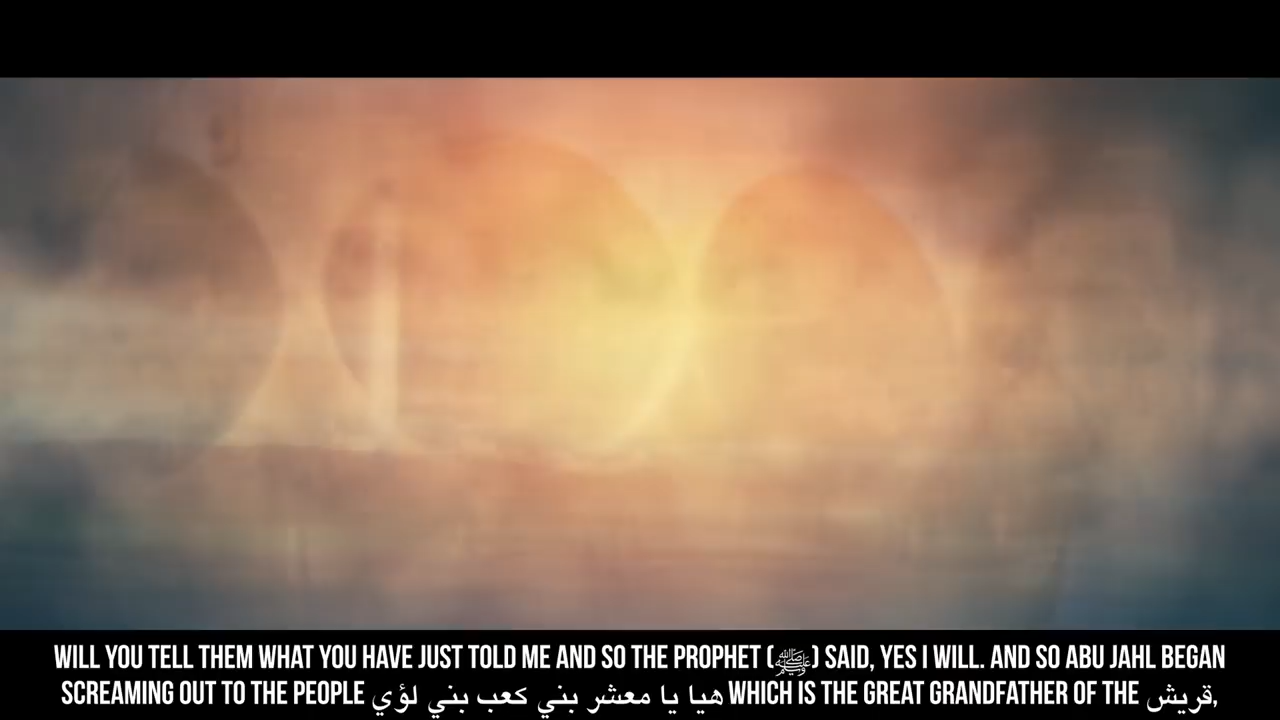 WILL YOU TELL THEM WHAT YOU HAVE JUST TOLD ME AND SO THE PROPHET (ﷺ) SAID, YES I WILL. AND SO ABU JAHL BEGAN
SCREAMING OUT TO THE PEOPLE هيا يا معشر بني كعب بني لؤي WHICH IS THE GREAT GRANDFATHER OF THE قريش,